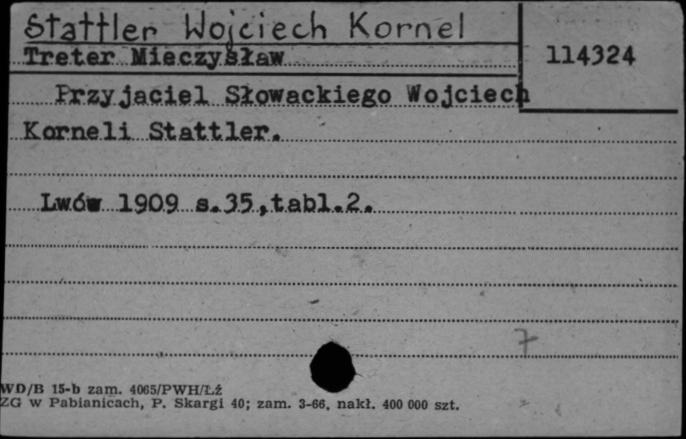 Stattler Wojciech Kornel
Treter Mieczysław
114324
Przyjaciel Słowackiego Wojciech
Korneli Stattler.
Lwów 1909 s.35,tabl.2.
7
WD/B 15-b zam. 4065/PWH/Łź
ZG w Pabianicach, P. Skargi 40; zam. 3-66, nakł. 400 000 szt.